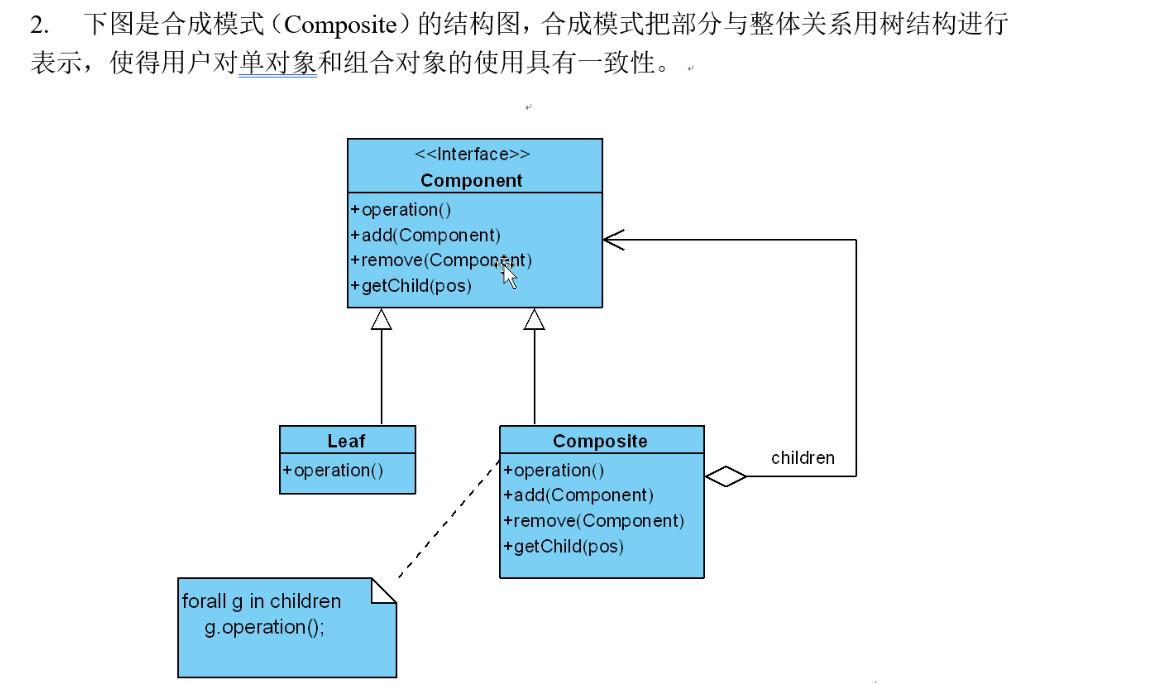 2. 下图是合成模式（Composite）的结构图，合成模式把部分与整体关系用树结构进行
表示，使得用户对单对象和组合对象的使用具有一致性。
<<Interface>>
Component
+operation()
+add(Component)
+remove(Component)
+getChild(pos)
Leaf
+operation()
Composite
+operation()
+add(Component)
+remove(Component)
+getChild(pos)
children
forall g in children
g.operation();